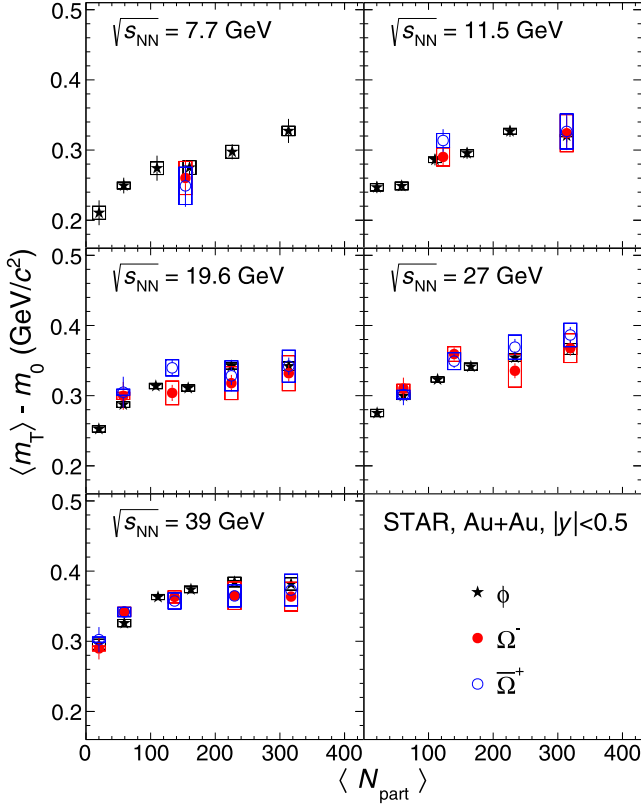 √sNN = 7.7 GeV
√sNN = 11.5 GeV
0.5
0.4
0.3
0.2
√sNN = 19.6 GeV
√sNN = 27 GeV
0.5
0.4
0.3
0.2
⟨mT⟩ - m0 (GeV/c²)
√sNN = 39 GeV
STAR, Au+Au, |y|<0.5
0.5
0.4
0.3
0.2
ϕ
Ω⁻
Ω̅⁺
0 100 200 300 400 100 200 300 400
⟨ Npart ⟩